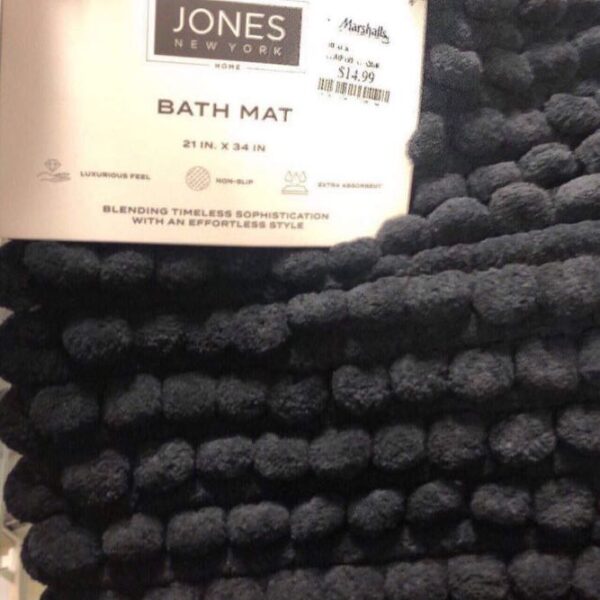 JONES
NEW YORK
HOME
Marshalls
$14.99
BATH MAT
21 IN. X 34 IN
LUXURIOUS FEEL
NON-SLIP
EXTRA ABSORBENT
BLENDING TIMELESS SOPHISTICATION
WITH AN EFFORTLESS STYLE